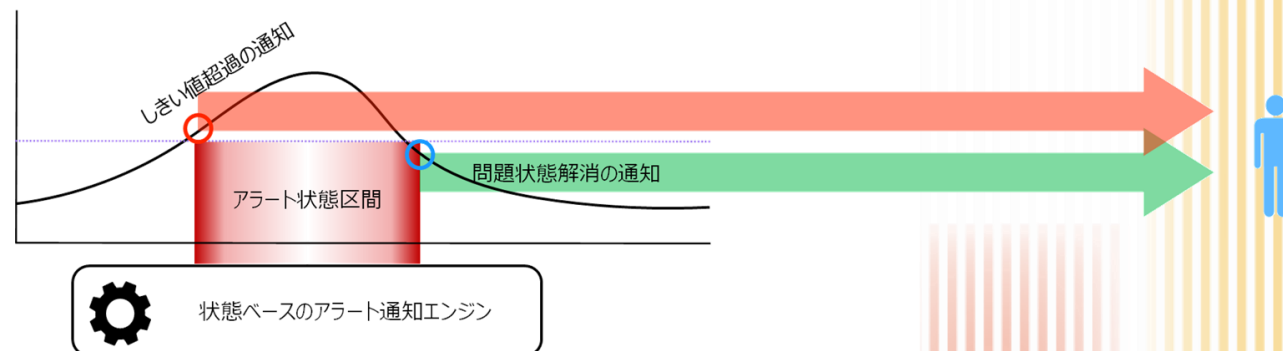 しきい値超過の通知
問題状態解消の通知
アラート状態区間
状態ベースのアラート通知エンジン